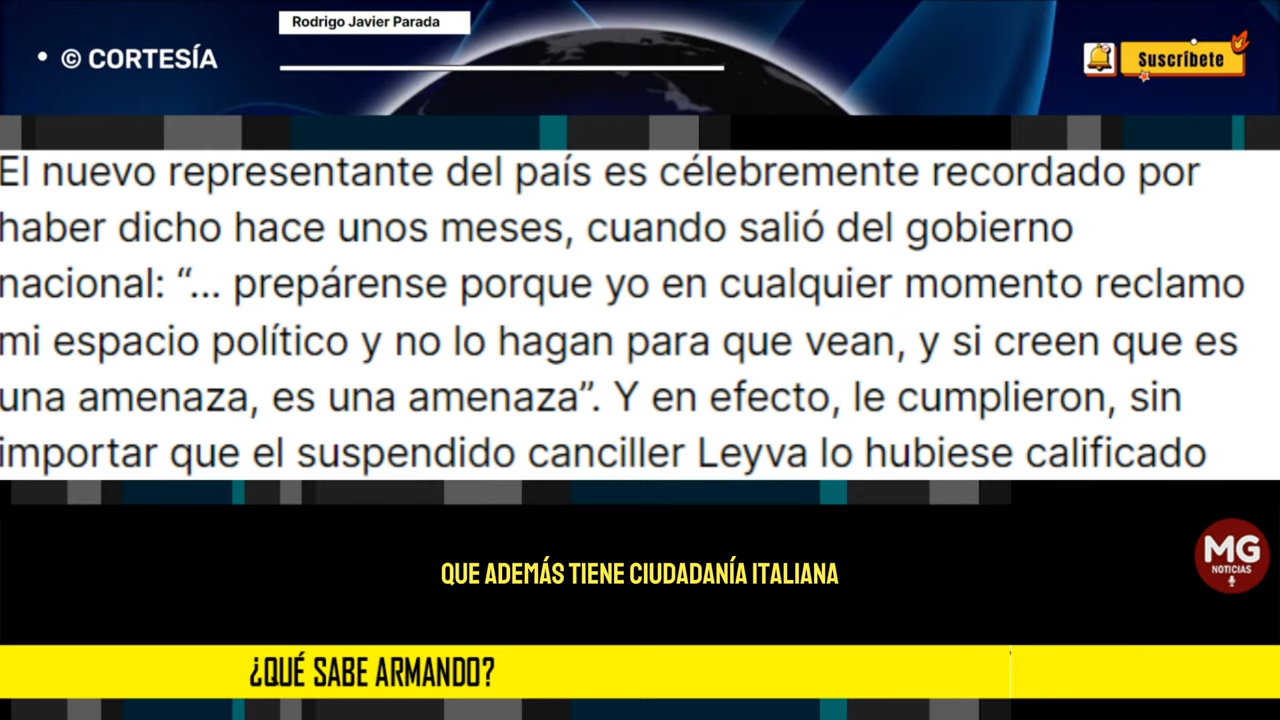 Rodrigo Javier Parada
• © CORTESÍA
Suscríbete
El nuevo representante del país es célebremente recordado por
haber dicho hace unos meses, cuando salió del gobierno
nacional: “... prepárense porque yo en cualquier momento reclamo
mi espacio político y no lo hagan para que vean, y si creen que es
una amenaza, es una amenaza”. Y en efecto, le cumplieron, sin
importar que el suspendido canciller Leyva lo hubiese calificado
MG
NOTICIAS
QUE ADEMÁS TIENE CIUDADANÍA ITALIANA
¿QUÉ SABE ARMANDO?